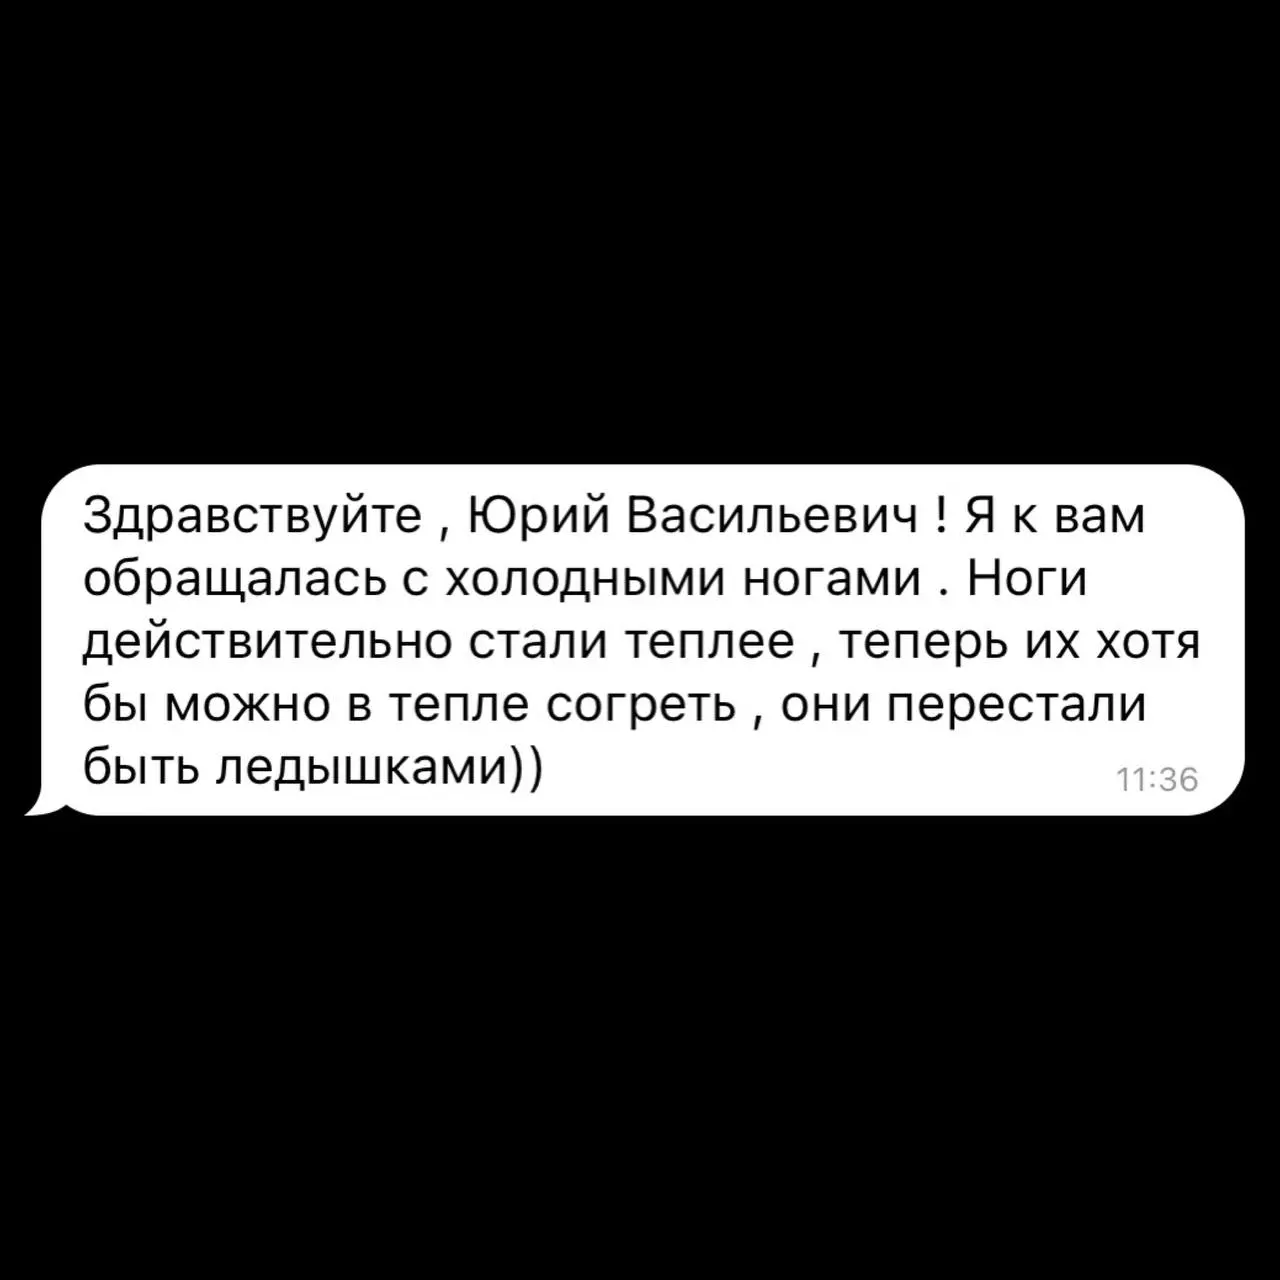 Здравствуйте , Юрий Васильевич ! Я к вам
обращалась с холодными ногами . Ноги
действительно стали теплее , теперь их хотя
бы можно в тепле согреть , они перестали
быть ледышками))
11:36